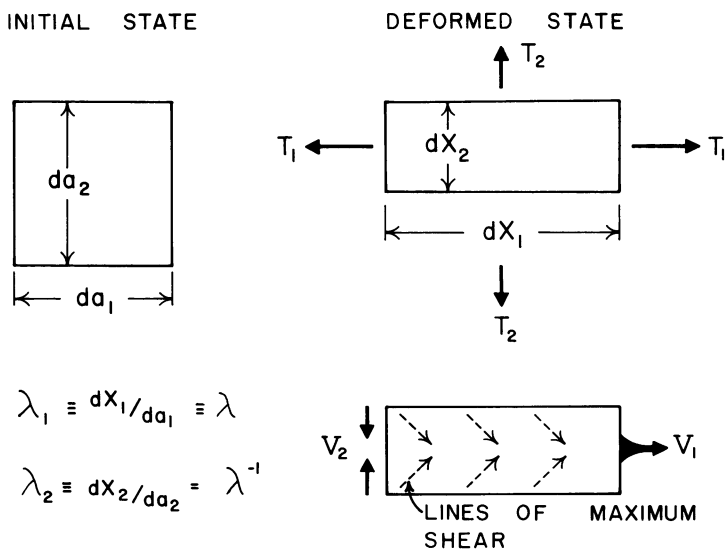 INITIAL STATE
da₂
da₁
DEFORMED STATE
T₂
T₁
dX₂
T₁
dX₁
T₂
λ₁ ≡ dX₁/da₁ ≡ λ
λ₂ ≡ dX₂/da₂ = λ⁻¹
V₂
V₁
LINES OF MAXIMUM
SHEAR